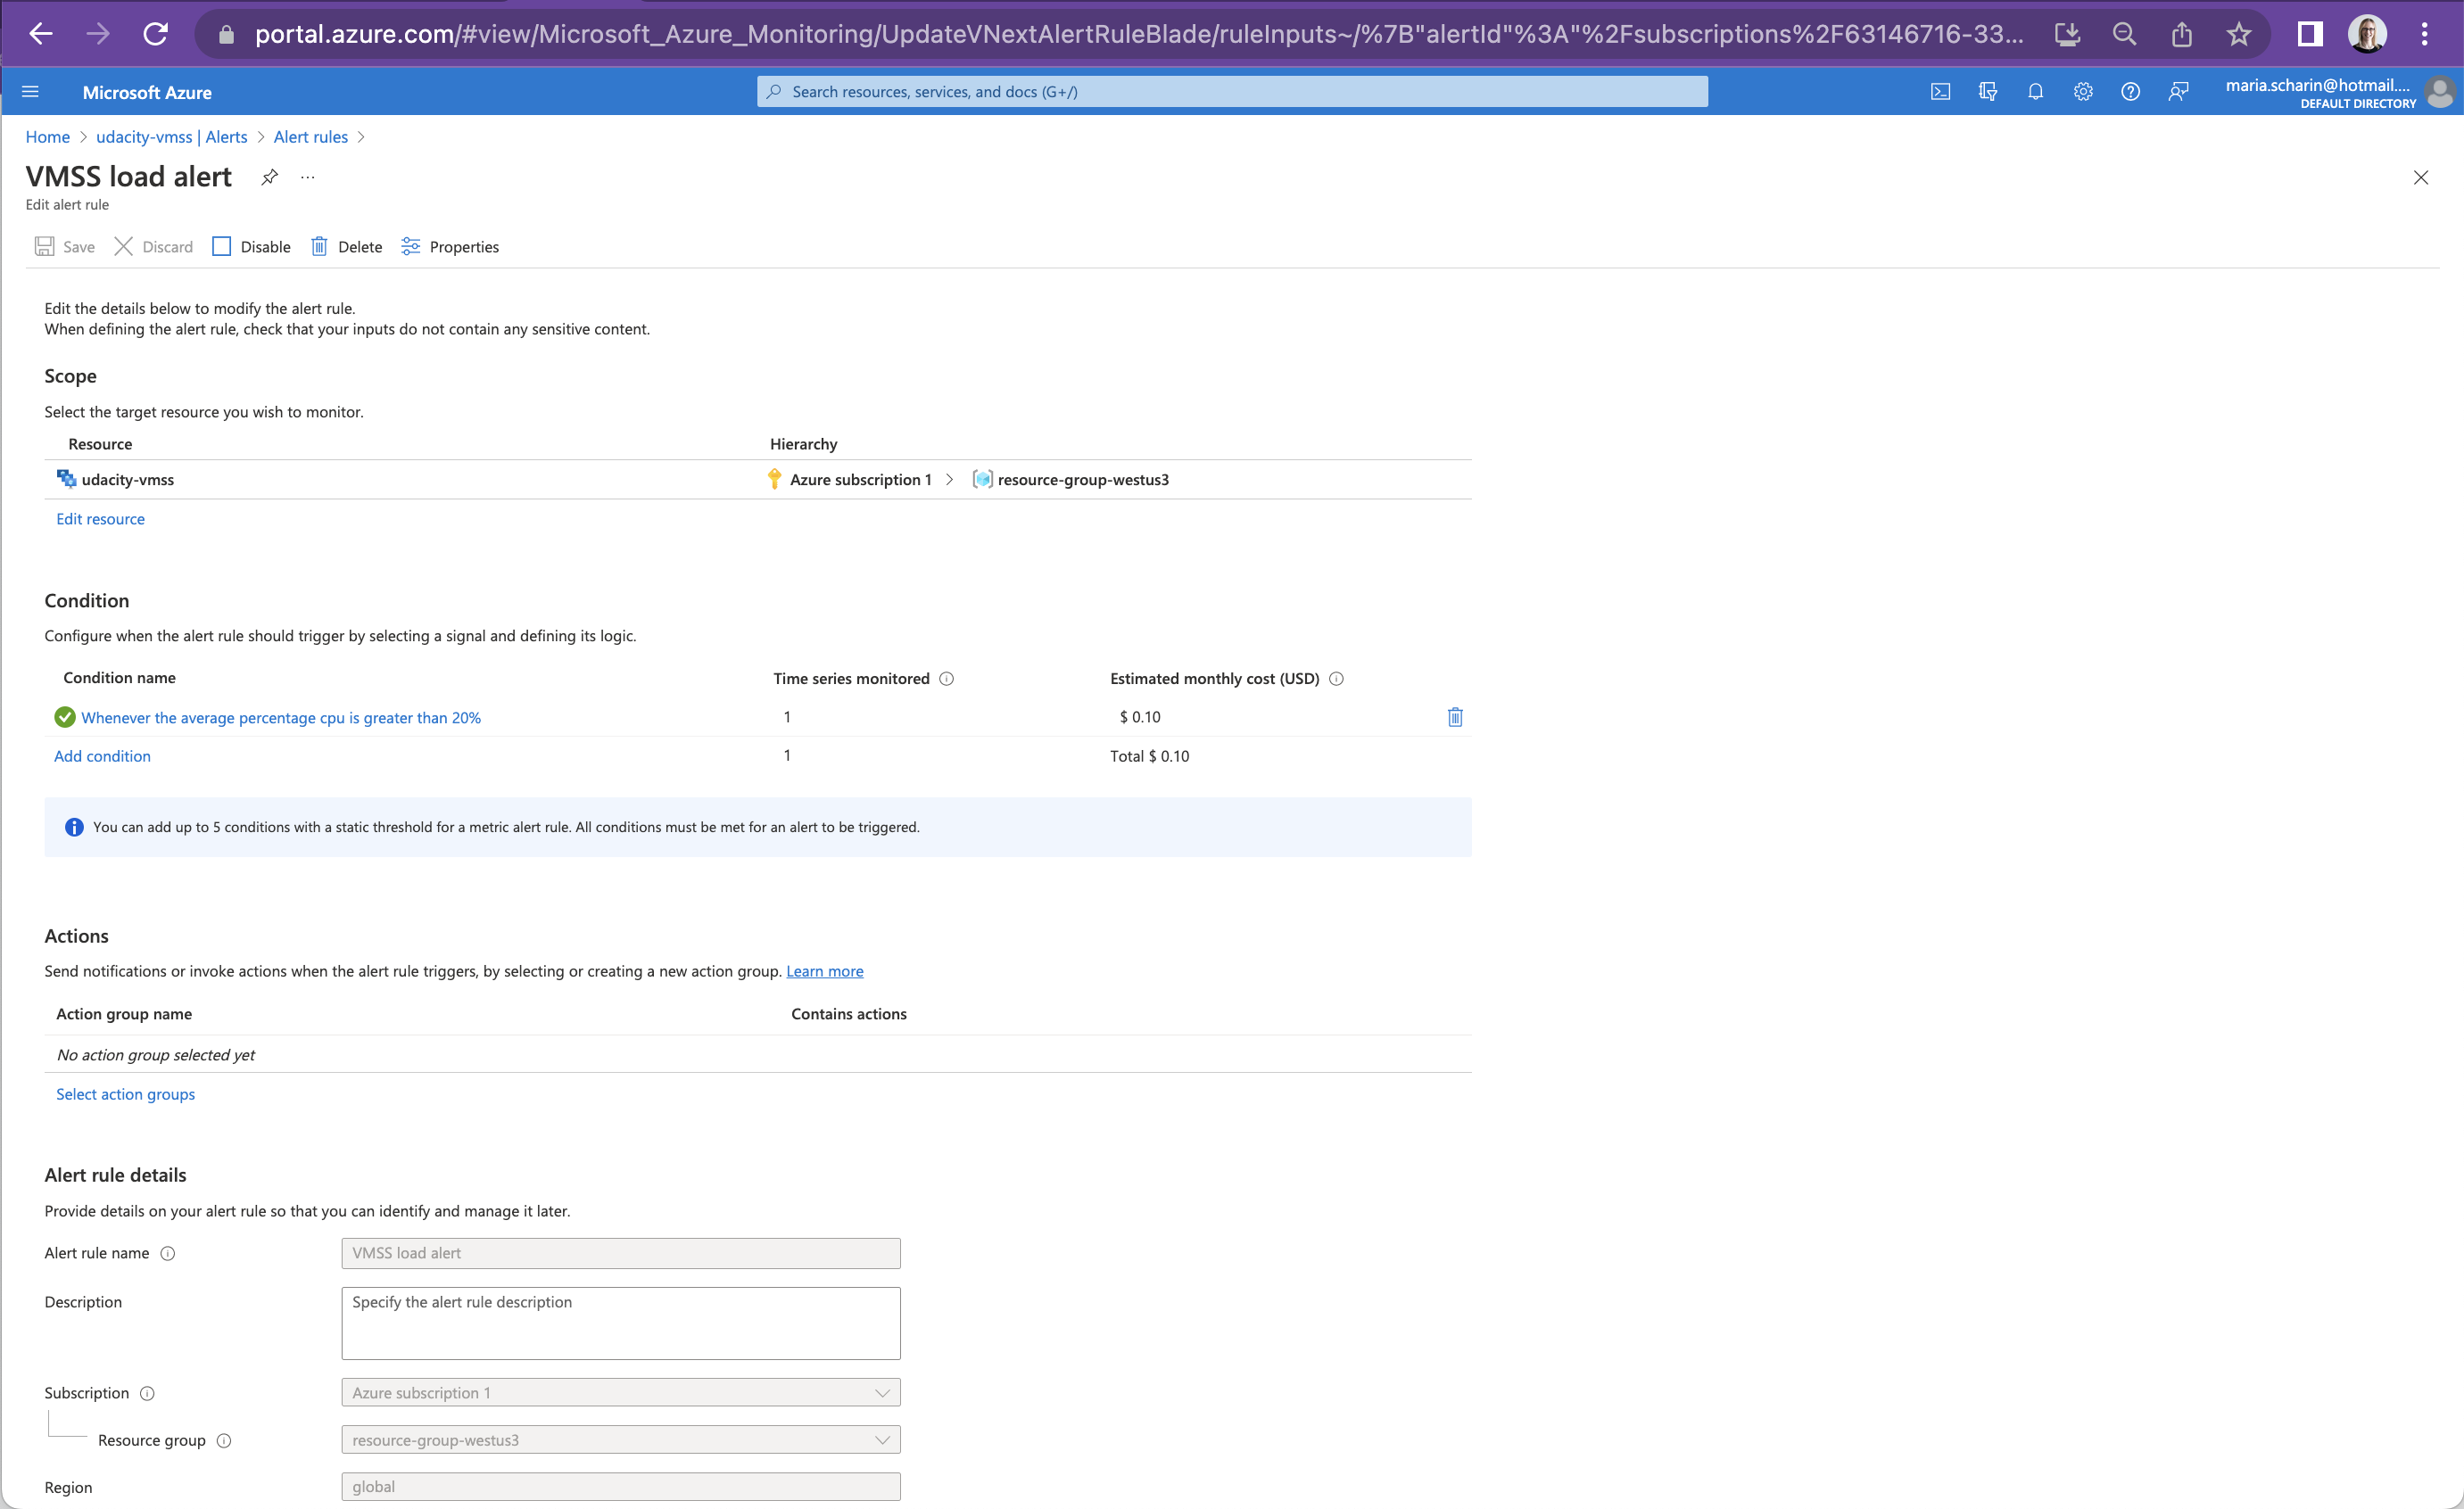 portal.azure.com/#view/Microsoft_Azure_Monitoring/UpdateVNextAlertRuleBlade/ruleInputs~/%7B"alertId"%3A"%2Fsubscriptions%2F63146716-33...
Microsoft Azure
Search resources, services, and docs (G+/)
maria.scharin@hotmail....
DEFAULT DIRECTORY
Home > udacity-vmss | Alerts > Alert rules >
VMSS load alert ...
Edit alert rule
Save Discard Disable Delete Properties
Edit the details below to modify the alert rule.
When defining the alert rule, check that your inputs do not contain any sensitive content.
Scope
Select the target resource you wish to monitor.
Resource Hierarchy
udacity-vmss Azure subscription 1 > resource-group-westus3
Edit resource
Condition
Configure when the alert rule should trigger by selecting a signal and defining its logic.
Condition name Time series monitored Estimated monthly cost (USD)
Whenever the average percentage cpu is greater than 20% 1 $ 0.10
Add condition 1 Total $ 0.10
You can add up to 5 conditions with a static threshold for a metric alert rule. All conditions must be met for an alert to be triggered.
Actions
Send notifications or invoke actions when the alert rule triggers, by selecting or creating a new action group. Learn more
Action group name Contains actions
No action group selected yet
Select action groups
Alert rule details
Provide details on your alert rule so that you can identify and manage it later.
Alert rule name VMSS load alert
Description Specify the alert rule description
Subscription Azure subscription 1
Resource group resource-group-westus3
Region global